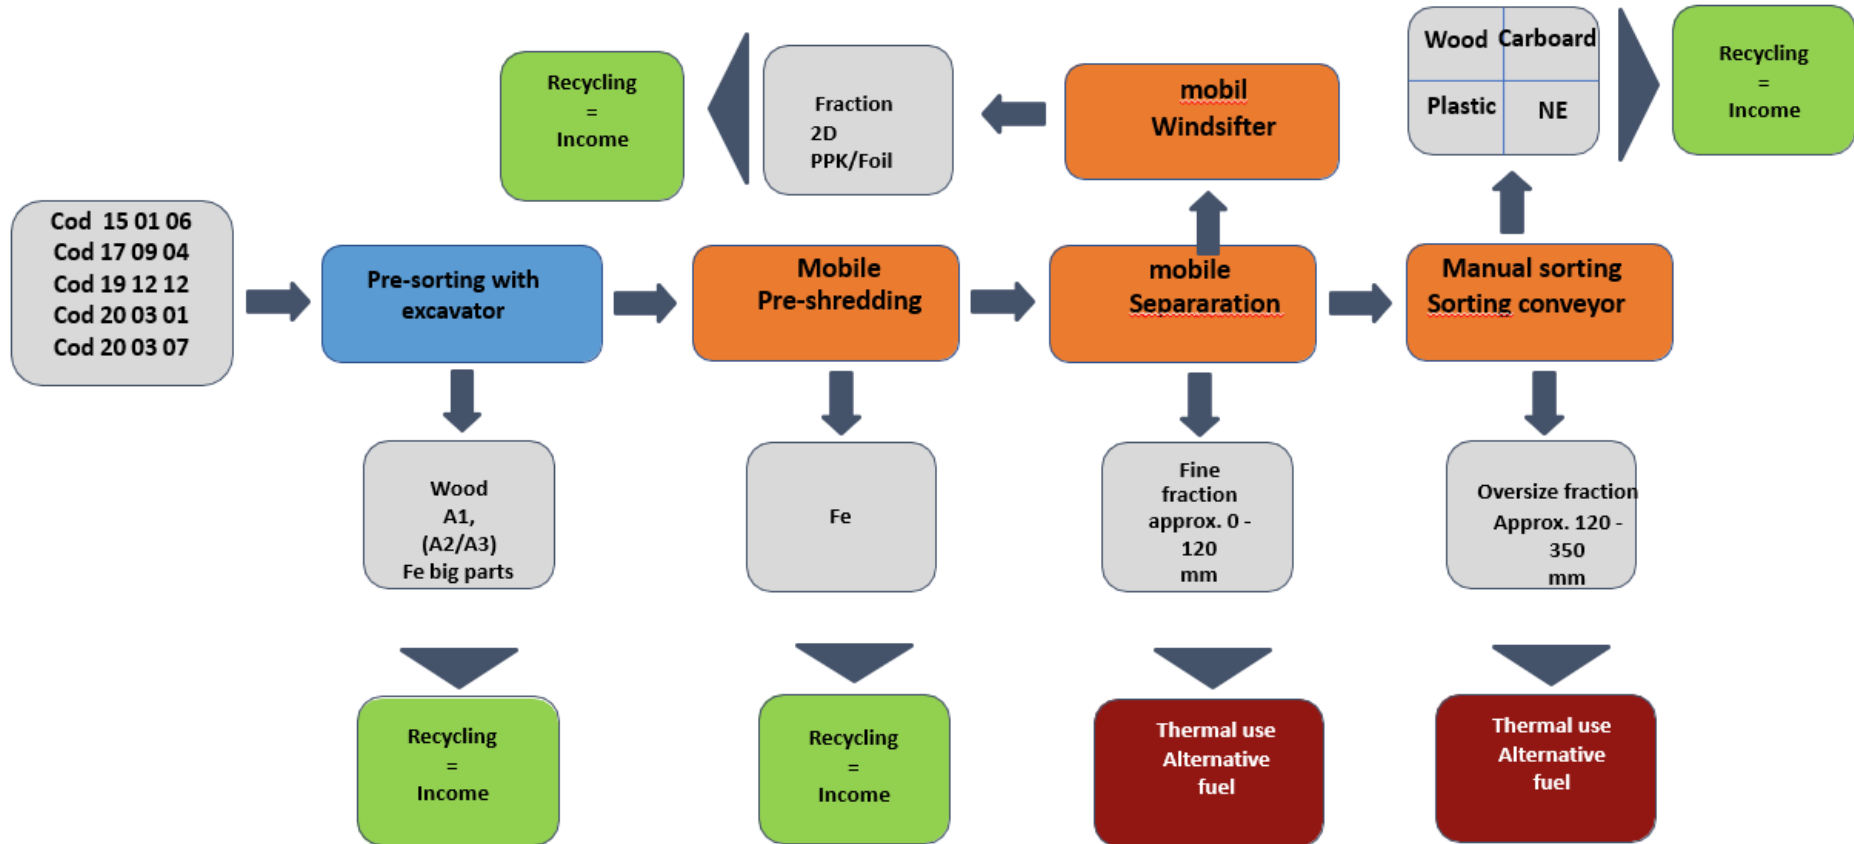 Recycling
=
Income
Fraction
2D
PPK/Foil
mobil
Windsifter
Wood Carboard
Plastic NE
Recycling
=
Income
Cod 15 01 06
Cod 17 09 04
Cod 19 12 12
Cod 20 03 01
Cod 20 03 07
Pre-sorting with
excavator
Mobile
Pre-shredding
mobile
Separaration
Manual sorting
Sorting conveyor
Wood
A1,
(A2/A3)
Fe big parts
Fe
Fine
fraction
approx. 0 -
120
mm
Oversize fraction
Approx. 120 -
350
mm
Recycling
=
Income
Recycling
=
Income
Thermal use
Alternative
fuel
Thermal use
Alternative
fuel